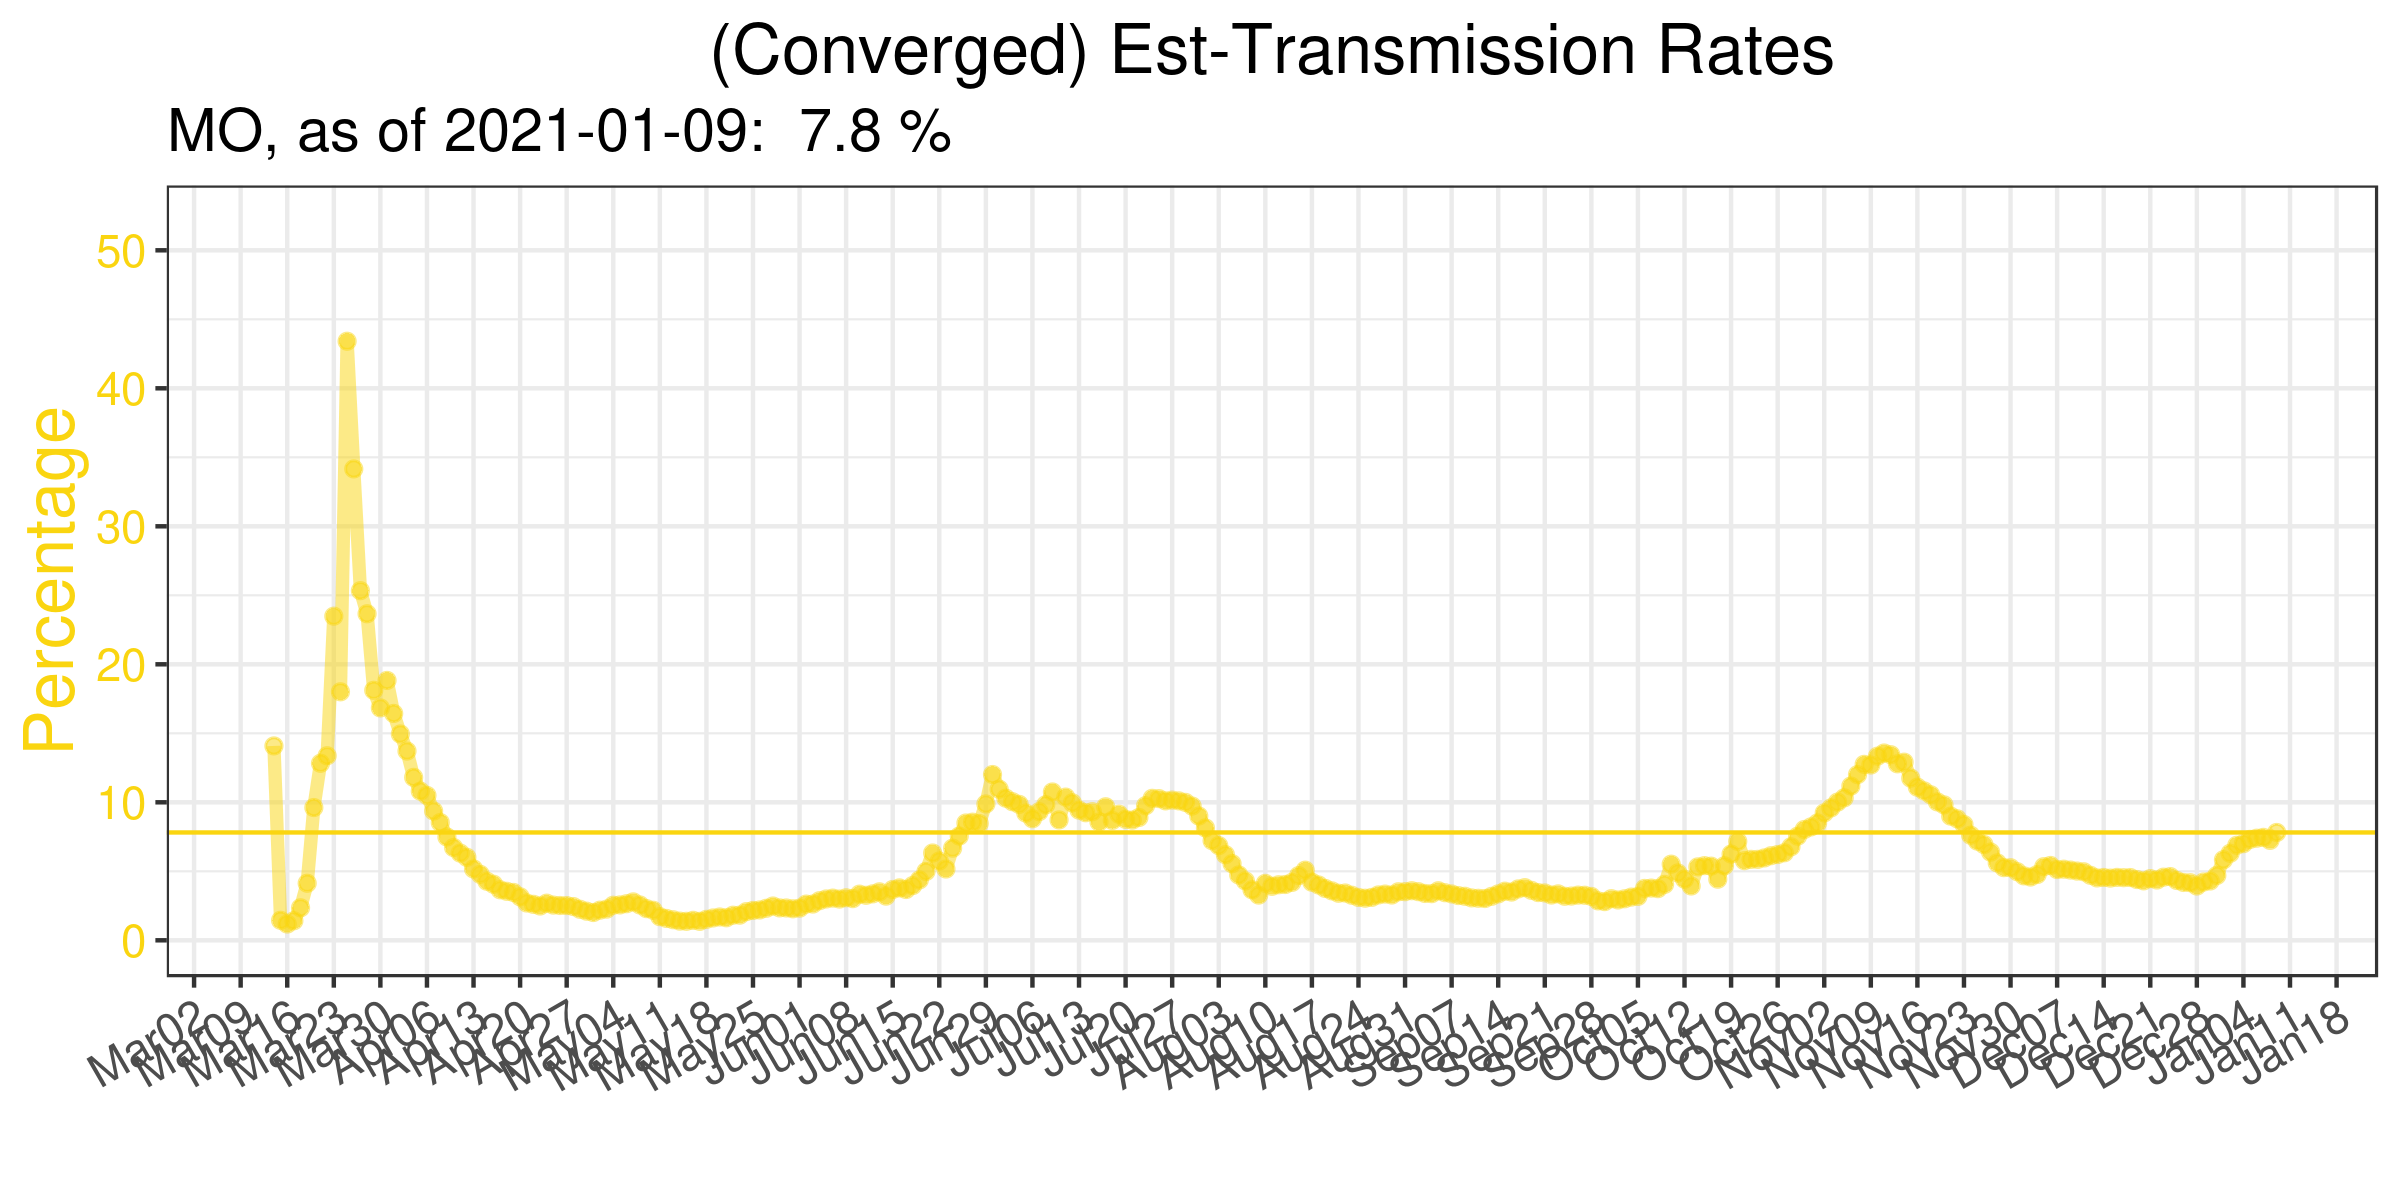 (Converged) Est-Transmission Rates
MO, as of 2021-01-09:  7.8 %
Percentage
50
40
30
20
10
0
Mar02
Mar09
Mar16
Mar23
Mar30
Apr06
Apr13
Apr20
Apr27
May04
May11
May18
May25
Jun01
Jun08
Jun15
Jun22
Jun29
Jul06
Jul13
Jul20
Jul27
Aug03
Aug10
Aug17
Aug24
Aug31
Sep07
Sep14
Sep21
Sep28
Oct05
Oct12
Oct19
Oct26
Nov02
Nov09
Nov16
Nov23
Nov30
Dec07
Dec14
Dec21
Dec28
Jan04
Jan11
Jan18